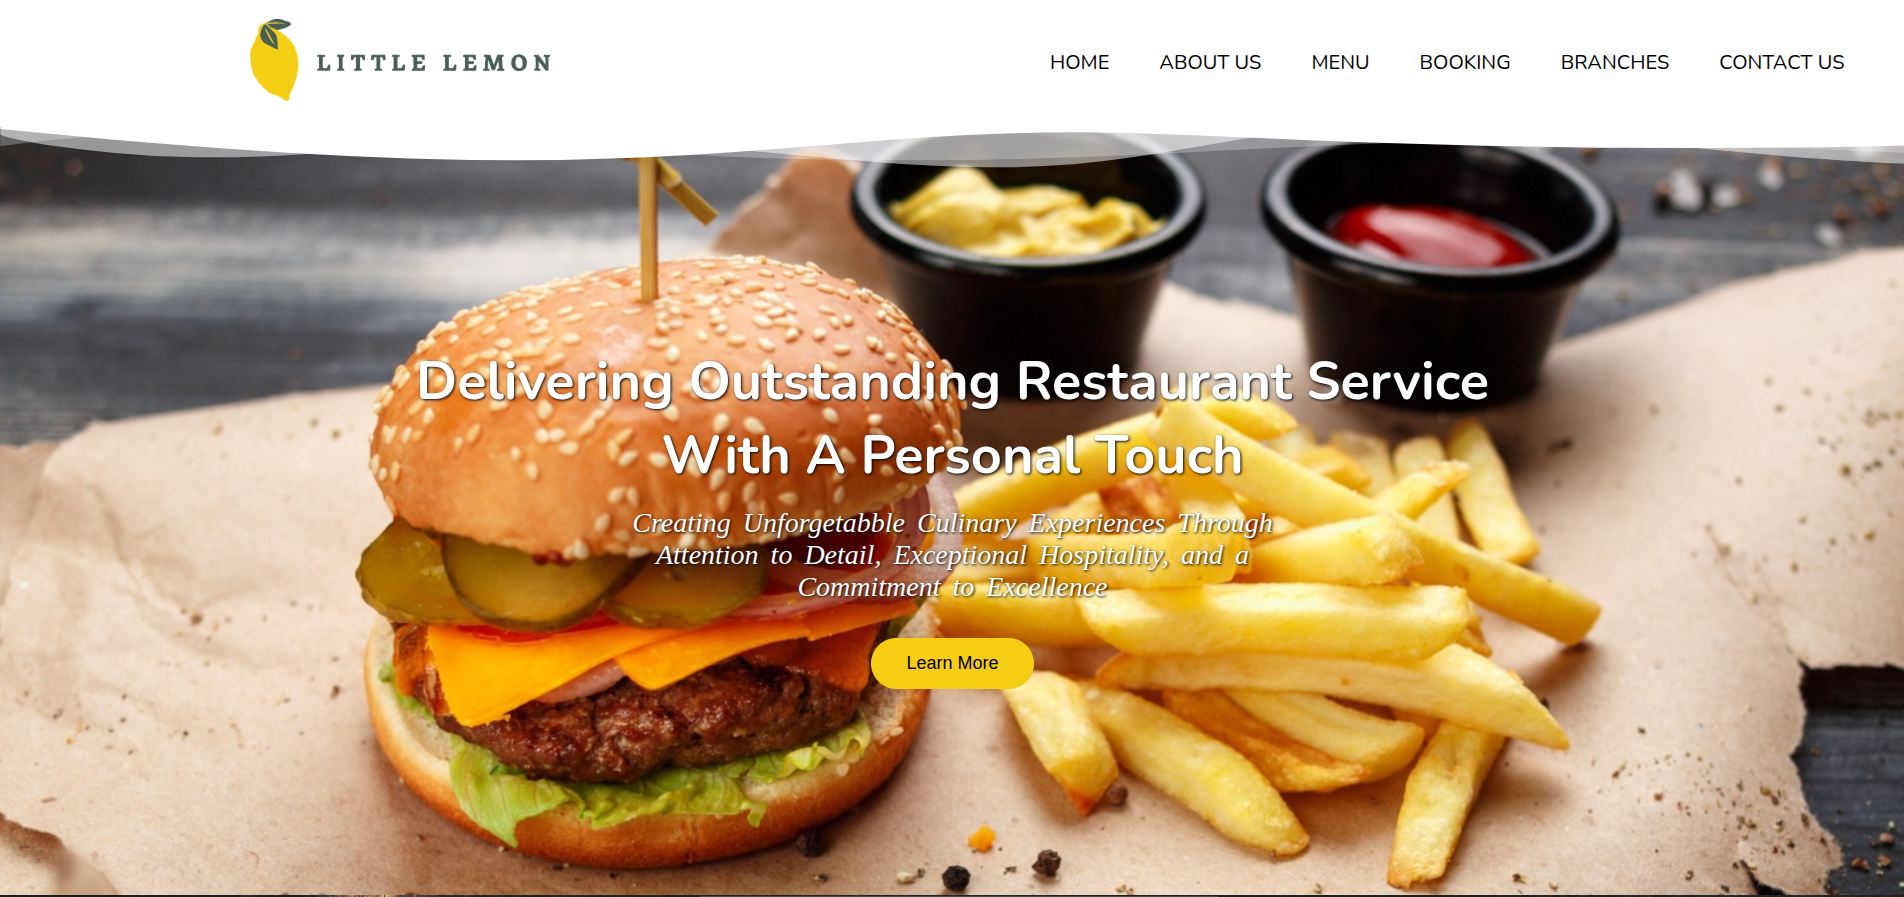 LITTLE LEMON
HOME ABOUT US MENU BOOKING BRANCHES CONTACT US
Delivering Outstanding Restaurant Service
With A Personal Touch
Creating Unforgetabble Culinary Experiences Through
Attention to Detail, Exceptional Hospitality, and a
Commitment to Excellence
Learn More